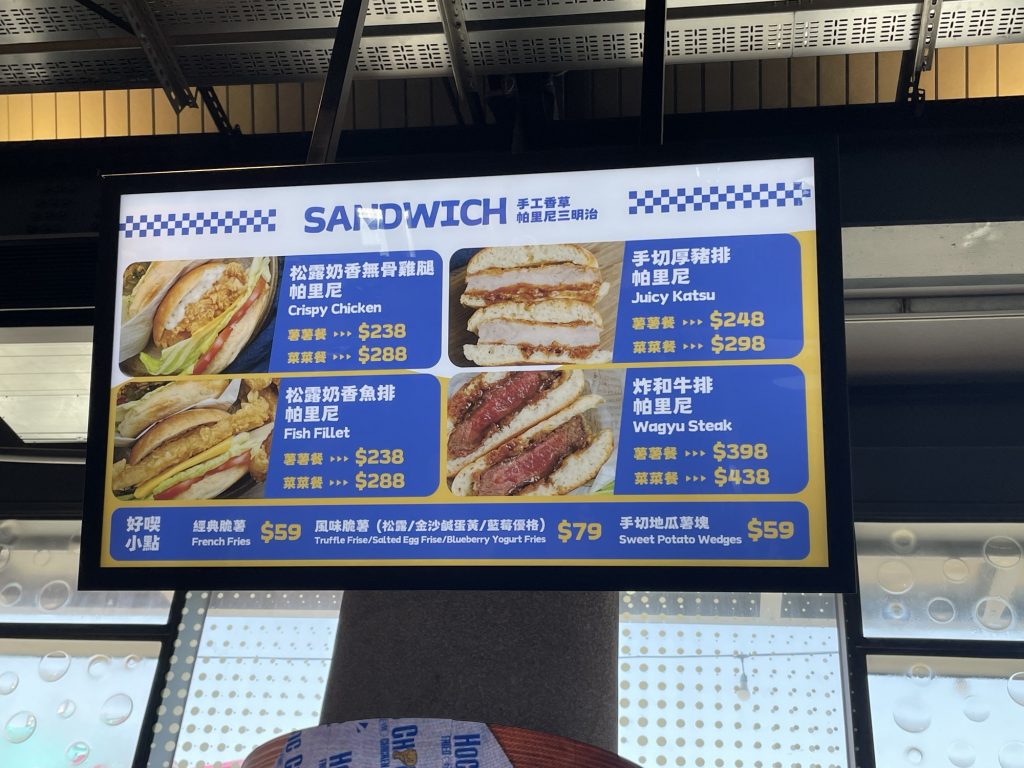 SANDWICH
手工香草
帕里尼三明治
松露奶香無骨雞腿
帕里尼
Crispy Chicken
薯薯餐 $238
菜菜餐 $288
手切厚豬排
帕里尼
Juicy Katsu
薯薯餐 $248
菜菜餐 $298
松露奶香魚排
帕里尼
Fish Fillet
薯薯餐 $238
菜菜餐 $288
炸和牛排
帕里尼
Wagyu Steak
薯薯餐 $398
菜菜餐 $438
好喫
小點
經典脆薯 $59
French Fries
風味脆薯（松露/金沙鹹蛋黃/藍莓優格） $79
Truffle Frise/Salted Egg Frise/Blueberry Yogurt Fries
手切地瓜薯塊 $59
Sweet Potato Wedges